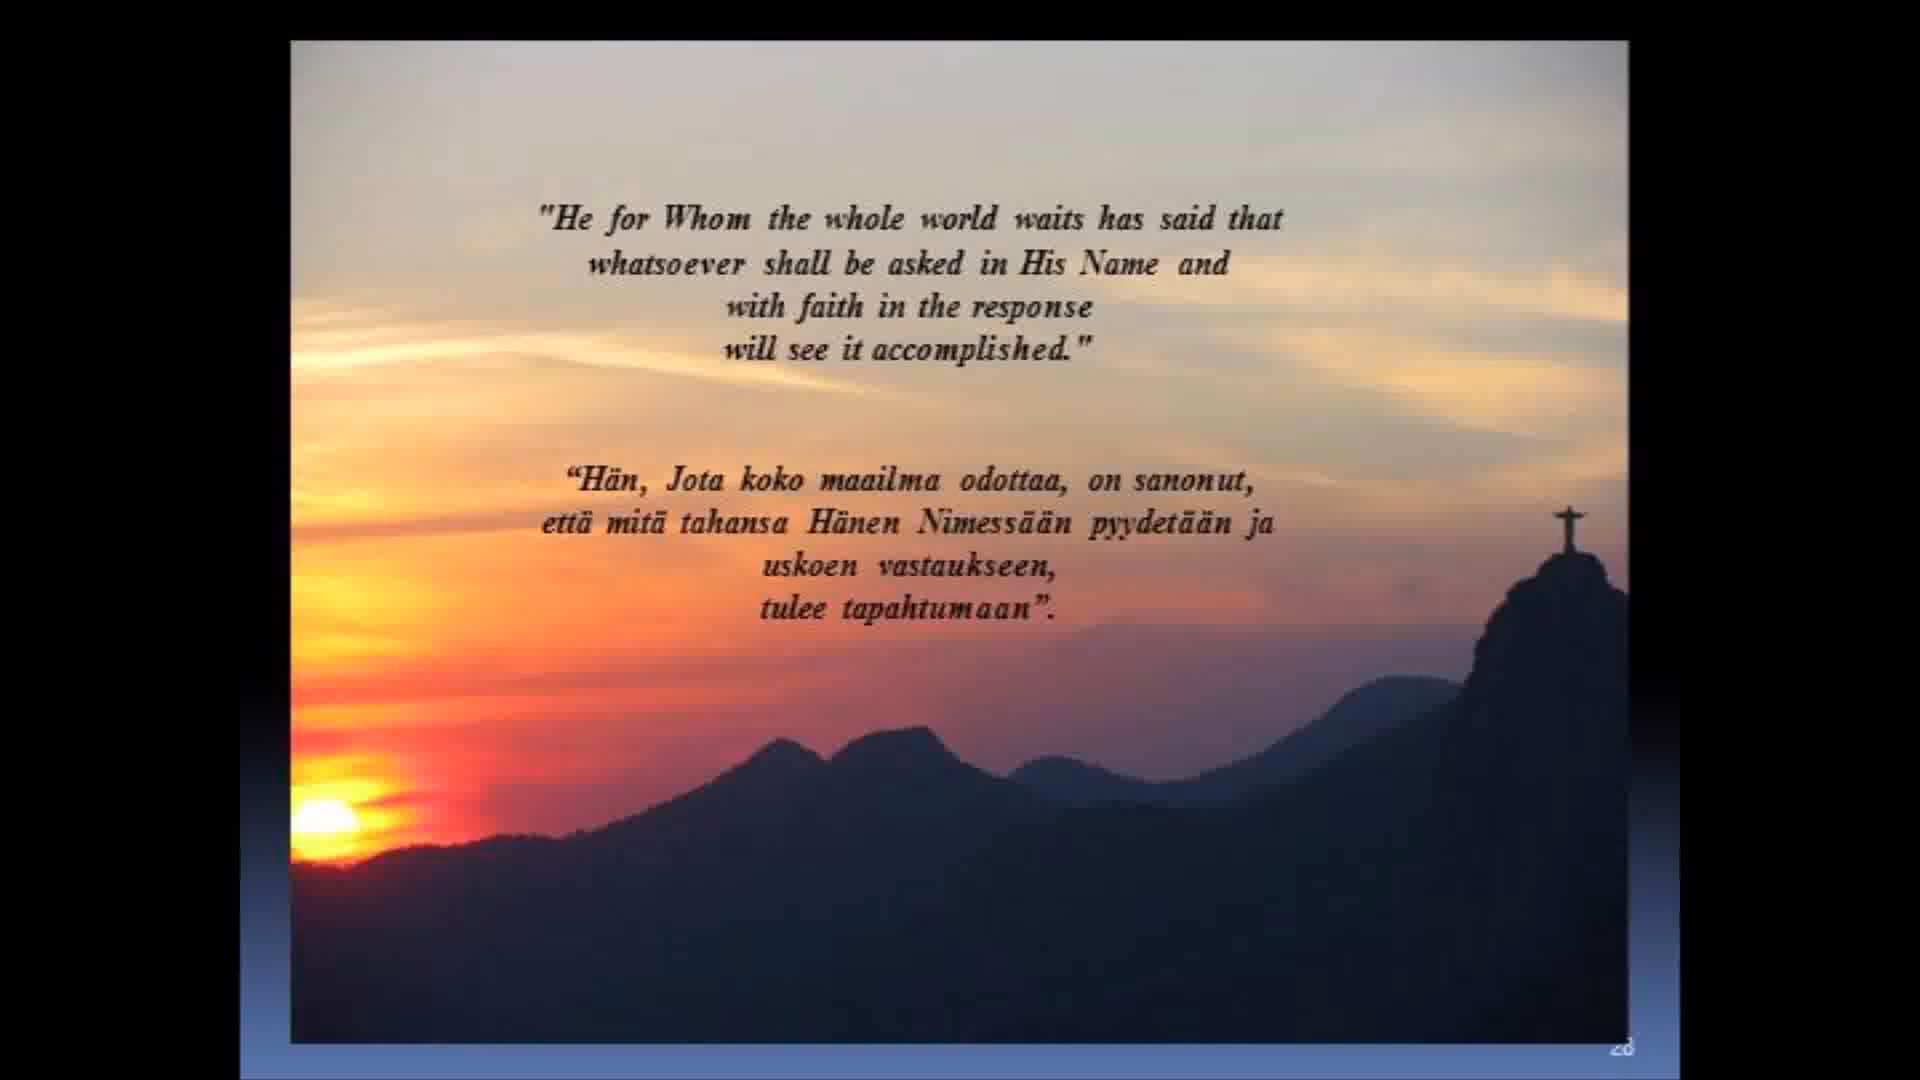 "He for Whom the whole world waits has said that
whatsoever shall be asked in His Name and
with faith in the response
will see it accomplished."
“Hän, Jota koko maailma odottaa, on sanonut,
että mitä tahansa Hänen Nimessään pyydetään ja
uskoen vastaukseen,
tulee tapahtumaan”.
28